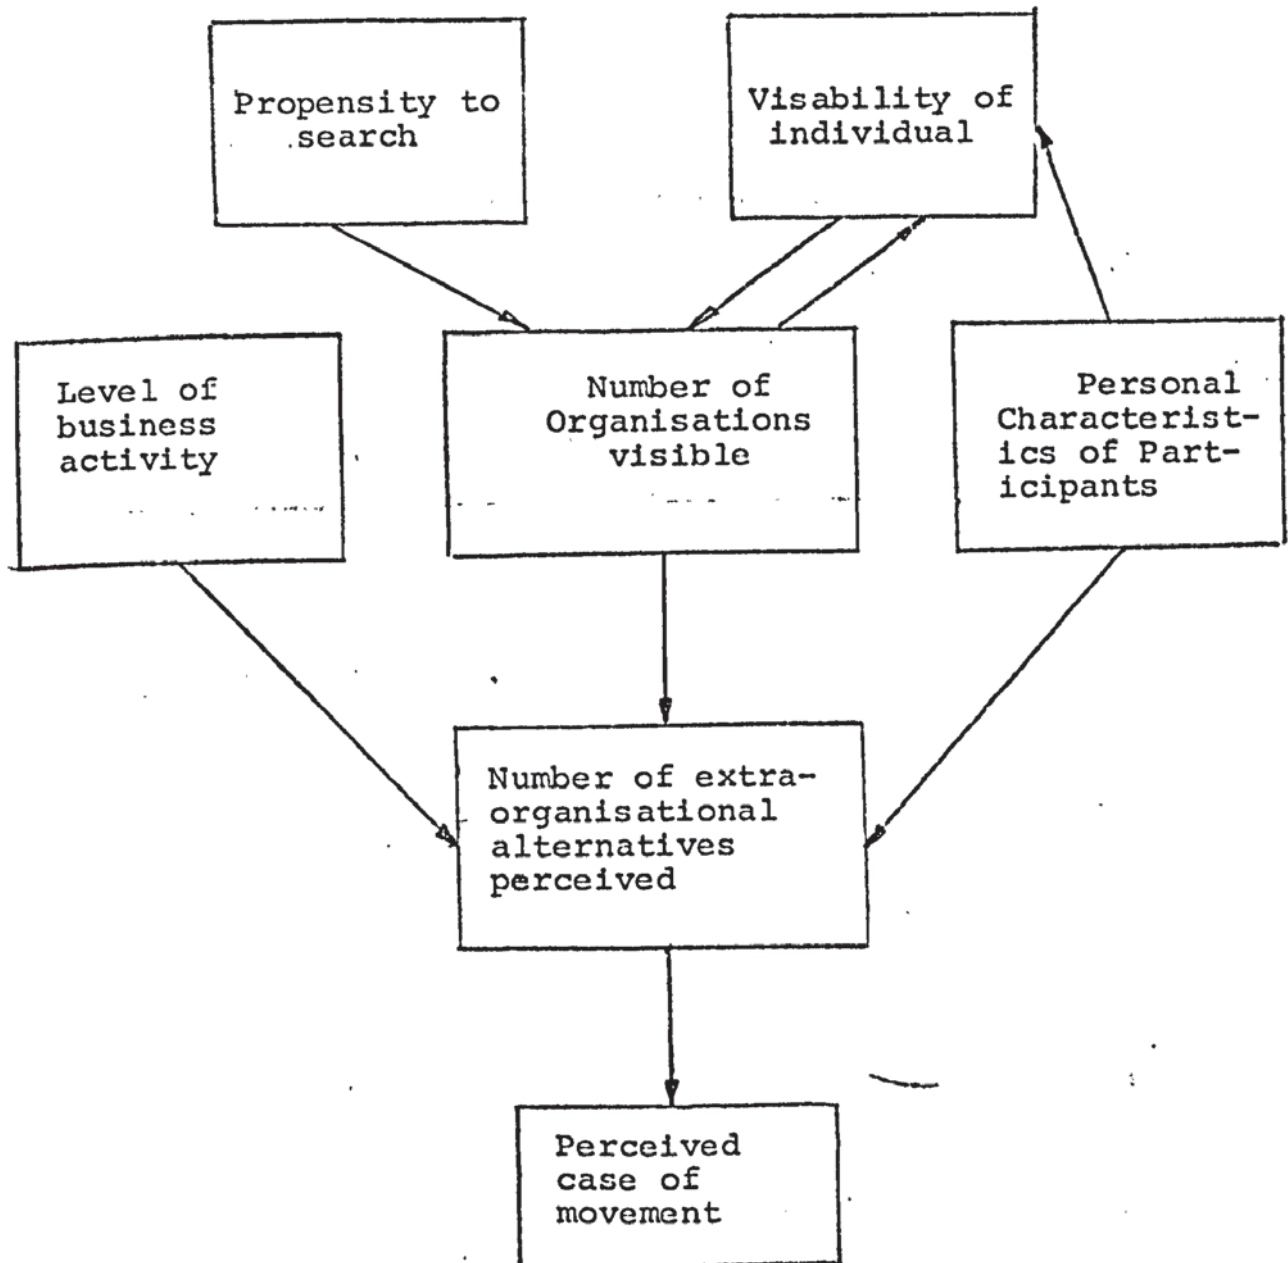 Propensity to
search
Visability of
individual
Level of
business
activity
Number of
Organisations
visible
Personal
Characterist-
ics of Part-
icipants
Number of extra-
organisational
alternatives
perceived
Perceived
case of
movement